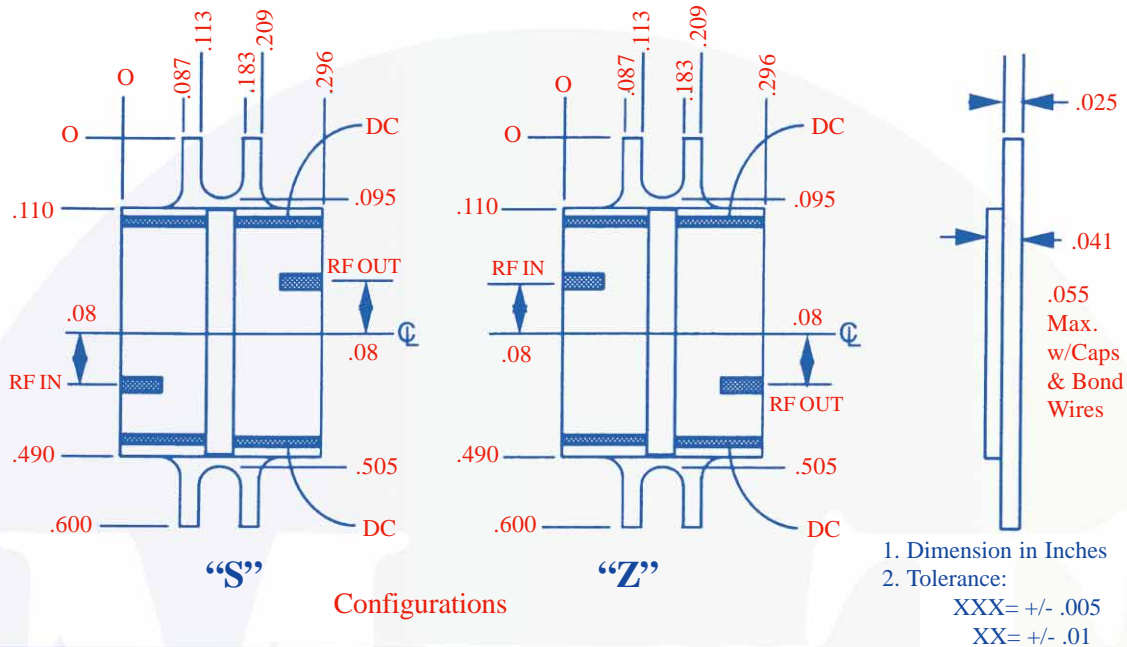 O
.087
.113
.183
.209
.296
O
DC
.110
.095
RF OUT
.08
.08
RF IN
.490
.505
.600
DC
“S”
O
.087
.113
.183
.209
.296
DC
.110
.095
RF IN
.08
.08
RF OUT
.490
.505
.600
DC
“Z”
Configurations
℄
℄
.025
.041
.055
Max.
w/Caps
& Bond
Wires
1. Dimension in Inches
2. Tolerance:
XXX= +/- .005
XX= +/- .01